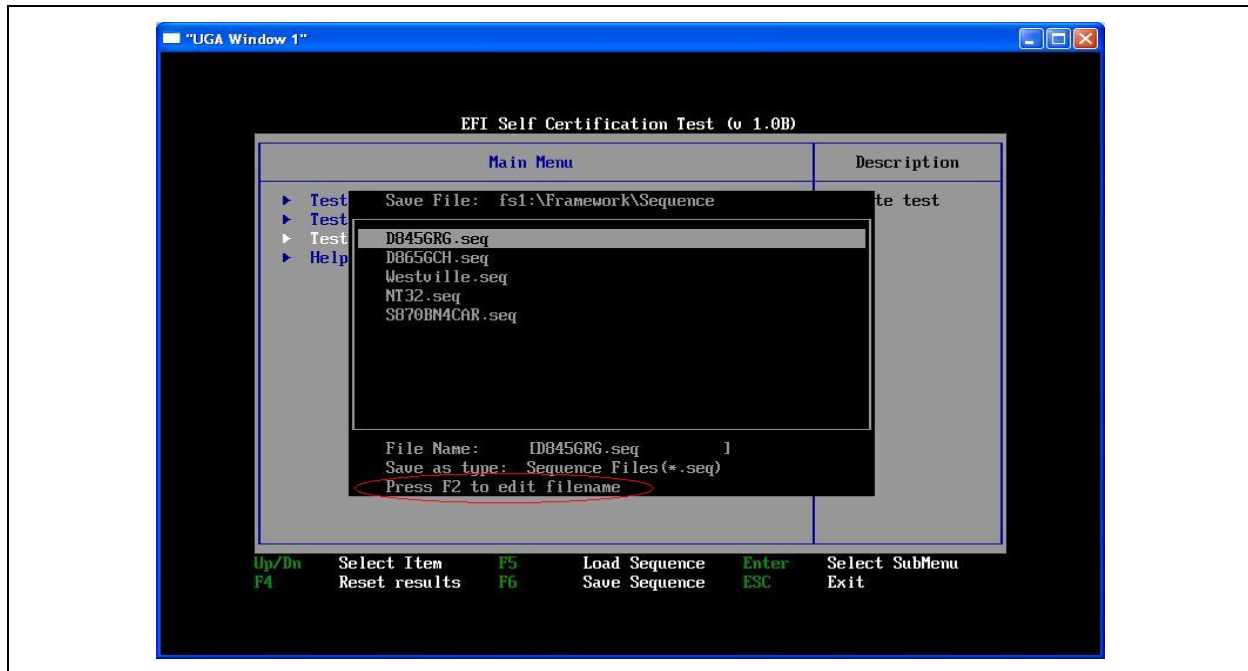 "UGA Window 1"
EFI Self Certification Test (v 1.0B)
Main Menu
Description
Test
Test
Test
Help
te test
Save File: fs1:\Framework\Sequence
D845GRG.seq
D865GCH.seq
Westville.seq
NT32.seq
S870BN4CAR.seq
File Name: [D845GRG.seq ]
Save as type: Sequence Files(*.seq)
Press F2 to edit filename
Up/Dn Select Item F5 Load Sequence Enter Select SubMenu
F4 Reset results F6 Save Sequence ESC Exit